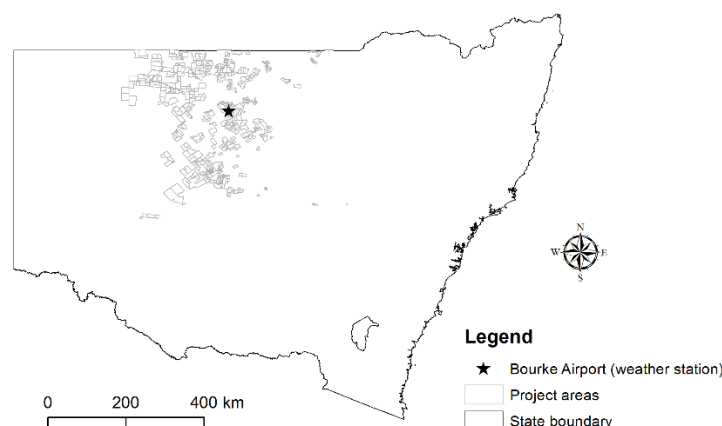 N
W E
S
Legend
Bourke Airport (weather station)
Project areas
State boundary
0 200 400 km